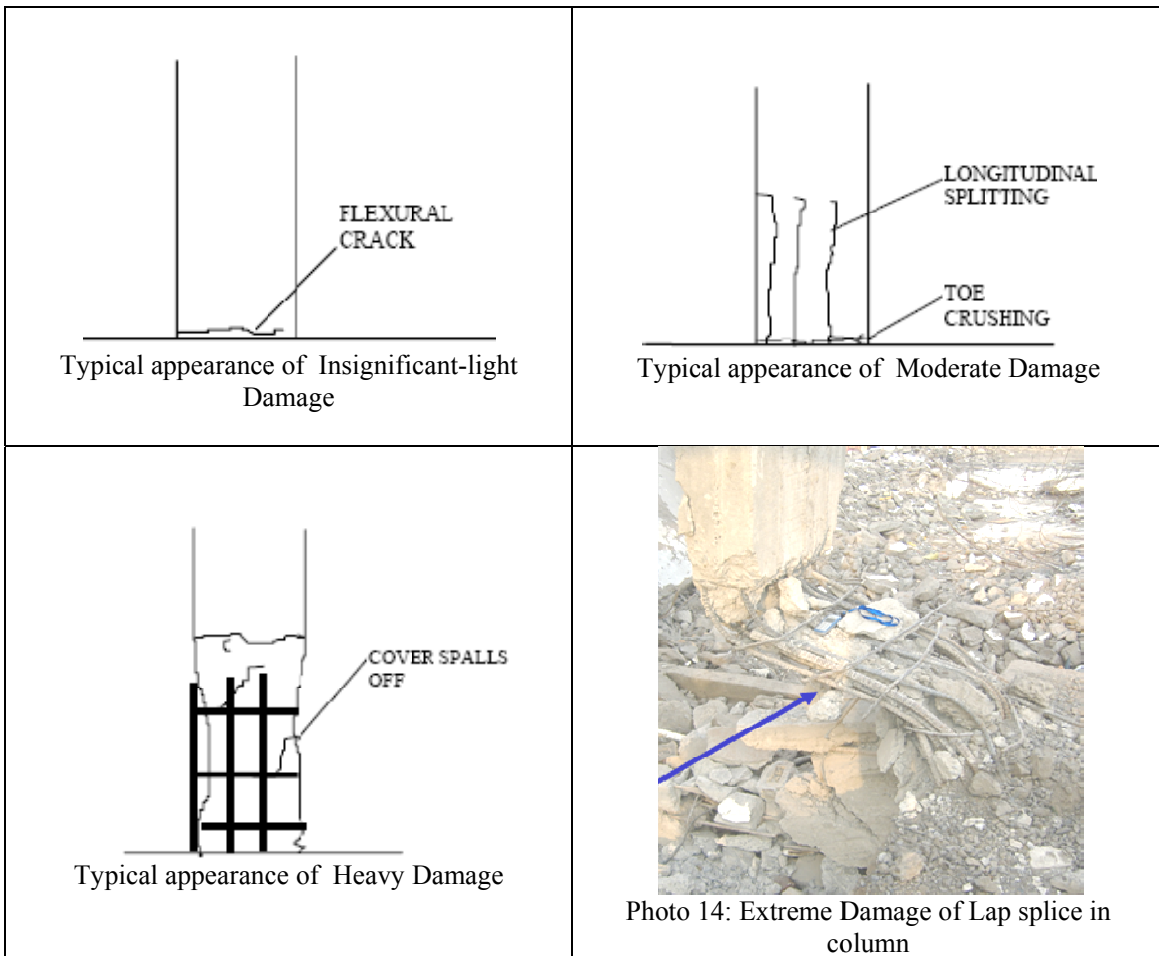 FLEXURAL
CRACK
Typical appearance of Insignificant-light
Damage
LONGITUDINAL
SPLITTING
TOE
CRUSHING
Typical appearance of Moderate Damage
COVER SPALLS
OFF
Typical appearance of Heavy Damage
Photo 14: Extreme Damage of Lap splice in
column